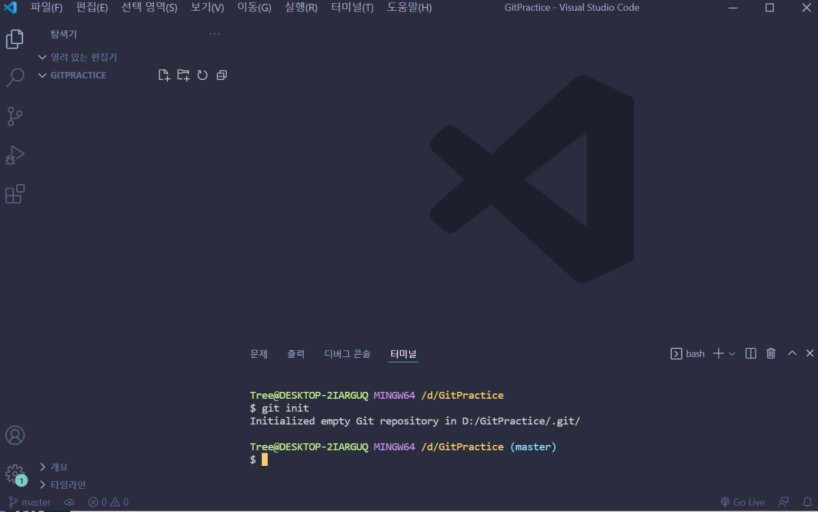 파일(F) 편집(E) 선택 영역(S) 보기(V) 이동(G) 실행(R) 터미널(T) 도움말(H) GitPractice - Visual Studio Code
탐색기
열려 있는 편집기
GITPRACTICE
문제 출력 디버그 콘솔 터미널 bash
Tree@DESKTOP-2IARGUQ MINGW64 /d/GitPractice
$ git init
Initialized empty Git repository in D:/GitPractice/.git/
Tree@DESKTOP-2IARGUQ MINGW64 /d/GitPractice (master)
$
개요
1
타임라인
master 0 0 Go Live